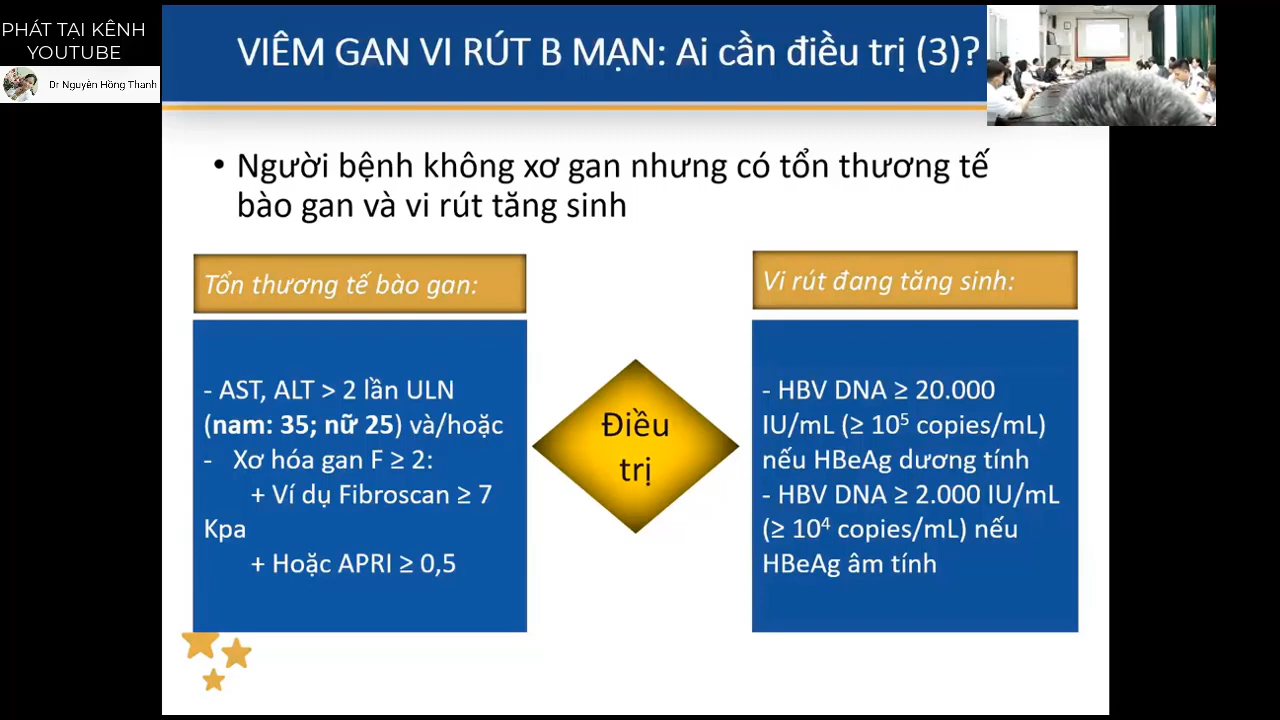 PHÁT TẠI KÊNH
YOUTUBE
Dr Nguyễn Hồng Thanh
VIÊM GAN VI RÚT B MẠN: Ai cần điều trị (3)?
• Người bệnh không xơ gan nhưng có tổn thương tế
bào gan và vi rút tăng sinh
Tổn thương tế bào gan:
- AST, ALT > 2 lần ULN
(nam: 35; nữ 25) và/hoặc
- Xơ hóa gan F ≥ 2:
+ Ví dụ Fibroscan ≥ 7
Kpa
+ Hoặc APRI ≥ 0,5
Điều
trị
Vi rút đang tăng sinh:
- HBV DNA ≥ 20.000
IU/mL (≥ 10⁵ copies/mL)
nếu HBeAg dương tính
- HBV DNA ≥ 2.000 IU/mL
(≥ 10⁴ copies/mL) nếu
HBeAg âm tính